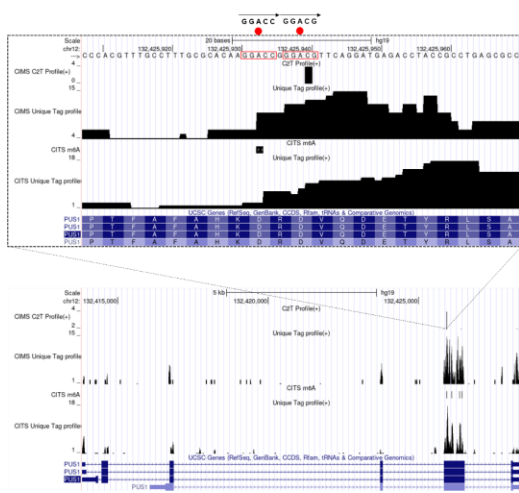 GGACC GGACG
Scale 20 bases hg19
chr12: 132,425,920 132,425,930 132,425,940 132,425,950 132,425,960
C2T Profile(+)
CIMS C2T Profile(+)
4
0
15
Unique Tag profile(+)
CIMS Unique Tag profile
4
CITS m6A
CITS m6A
18
Unique Tag profile(+)
CITS Unique Tag profile
1
UCSC Genes (RefSeq, GenBank, CCDS, Rfam, tRNAs & Comparative Genomics)
PUS1 P T F A F A H K D R D V Q D E T Y R L S A
PUS1 P T F A F A H K D R D V Q D E T Y R L S A
PUS1 P T F A F A H K D R D V Q D E T Y R L S A
PUS1 P T F A F A H K D R D V Q D E T Y R L S A
Scale 5 kb hg19
chr12: 132,415,000 132,420,000 132,425,000
C2T Profile(+)
CIMS C2T Profile(+)
4
2
15
Unique Tag profile(+)
CIMS Unique Tag profile
1
CITS m6A
CITS m6A
18
Unique Tag profile(+)
CITS Unique Tag profile
1
UCSC Genes (RefSeq, GenBank, CCDS, Rfam, tRNAs & Comparative Genomics)
PUS1
PUS1
PUS1
PUS1